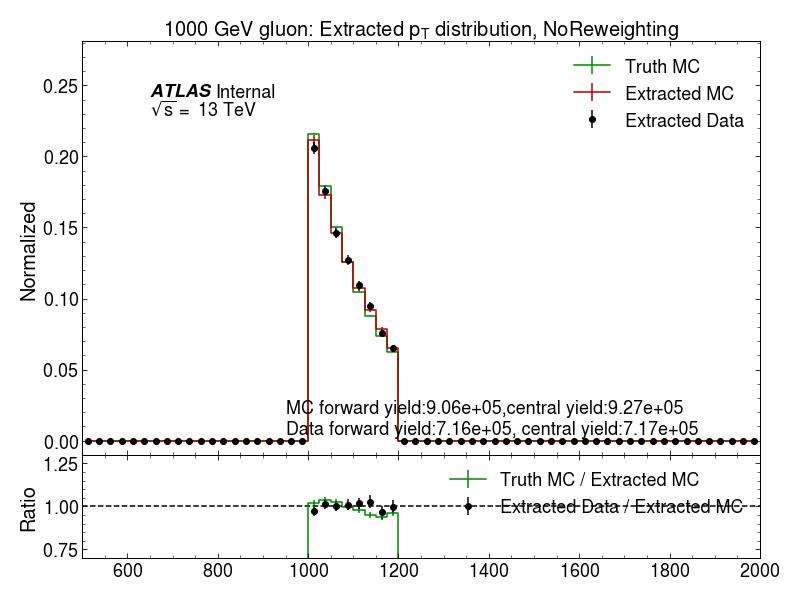 1000 GeV gluon: Extracted pT distribution, NoReweighting
ATLAS Internal
√s = 13 TeV
Truth MC
Extracted MC
Extracted Data
Normalized
0.25
0.20
0.15
0.10
0.05
0.00
MC forward yield:9.06e+05,central yield:9.27e+05
Data forward yield:7.16e+05, central yield:7.17e+05
Ratio
1.25
1.00
0.75
Truth MC / Extracted MC
Extracted Data / Extracted MC
600 800 1000 1200 1400 1600 1800 2000